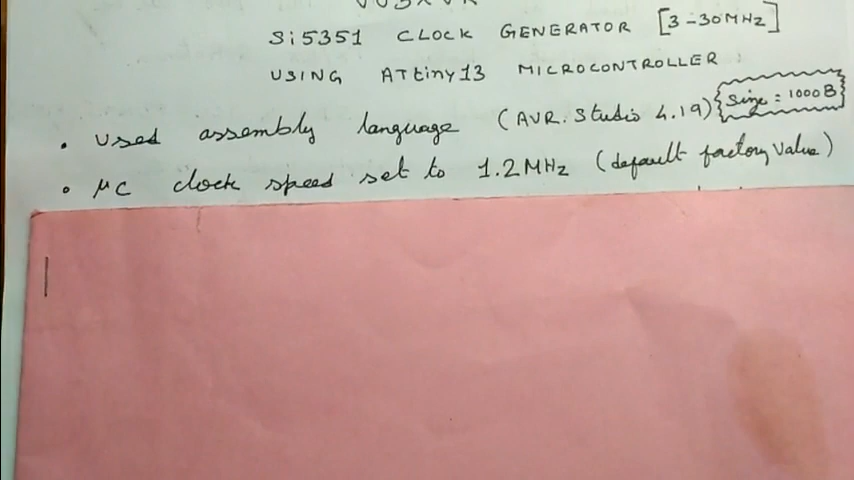 Si5351 CLOCK GENERATOR [3-30MHz]
USING ATtiny13 MICROCONTROLLER
• Used assembly language (AVR. Studio 4.19) {Size = 1000B}
• μC clock speed set to 1.2MHz (default factory value)